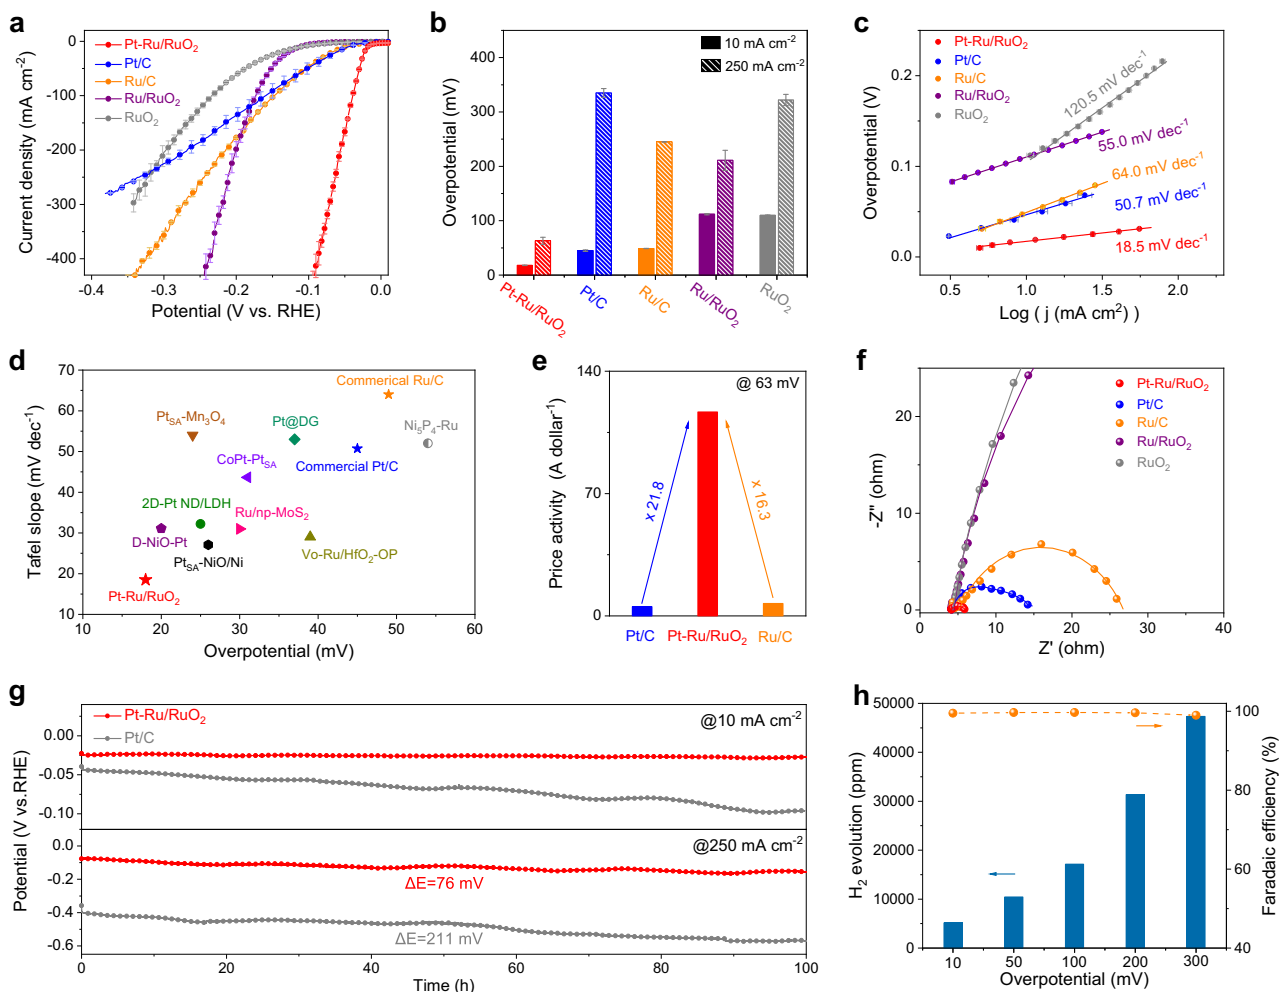 a
Pt-Ru/RuO2
Pt/C
Ru/C
Ru/RuO2
RuO2
0
-100
-200
-300
-400
Current density (mA cm-2)
-0.4
-0.3
-0.2
-0.1
0.0
Potential (V vs. RHE)
b
10 mA cm-2
250 mA cm-2
0
100
200
300
400
500
Overpotential (mV)
Pt-Ru/RuO2
Pt/C
Ru/C
Ru/RuO2
RuO2
c
Pt-Ru/RuO2
Pt/C
Ru/C
Ru/RuO2
RuO2
120.5 mV dec-1
55.0 mV dec-1
64.0 mV dec-1
50.7 mV dec-1
18.5 mV dec-1
0.0
0.1
0.2
Overpotential (V)
0.5
1.0
1.5
2.0
Log ( j (mA cm2) )
d
Commerical Ru/C
PtSA-Mn3O4
Pt@DG
Ni5P4-Ru
CoPt-PtSA
Commercial Pt/C
2D-Pt ND/LDH
Ru/np-MoS2
D-NiO-Pt
PtSA-NiO/Ni
Vo-Ru/HfO2-OP
Pt-Ru/RuO2
10
20
30
40
50
60
70
Tafel slope (mV dec-1)
10
20
30
40
50
60
Overpotential (mV)
e
@ 63 mV
x 21.8
x 16.3
0
70
140
Price activity (A dollar-1)
Pt/C
Pt-Ru/RuO2
Ru/C
f
Pt-Ru/RuO2
Pt/C
Ru/C
Ru/RuO2
RuO2
0
10
20
-Z" (ohm)
0
10
20
30
40
Z' (ohm)
g
Pt-Ru/RuO2
Pt/C
@10 mA cm-2
0.00
-0.05
-0.10
@250 mA cm-2
0.0
-0.2
-0.4
-0.6
ΔE=76 mV
ΔE=211 mV
Potential (V vs.RHE)
0
20
40
60
80
100
Time (h)
h
0
10000
20000
30000
40000
50000
H2 evolution (ppm)
40
60
80
100
Faradaic efficiency (%)
10
50
100
200
300
Overpotential (mV)